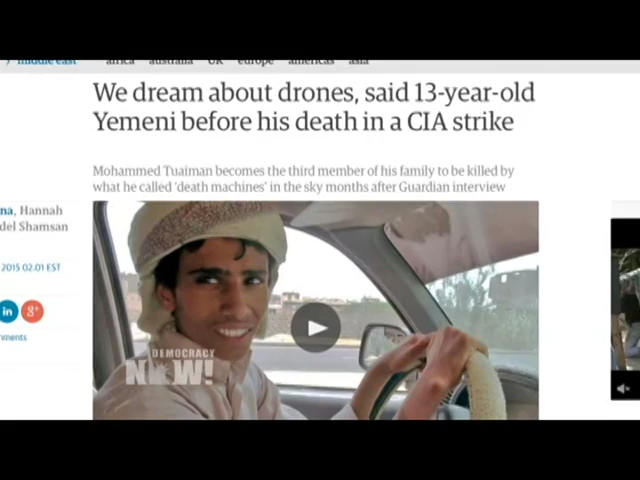 middle east africa australia UK europe americas asia
We dream about drones, said 13-year-old
Yemeni before his death in a CIA strike
Mohammed Tuaiman becomes the third member of his family to be killed by
what he called 'death machines' in the sky months after Guardian interview
na, Hannah
del Shamsan
2015 02.01 EST
in g+
DEMOCRACY
NOW!